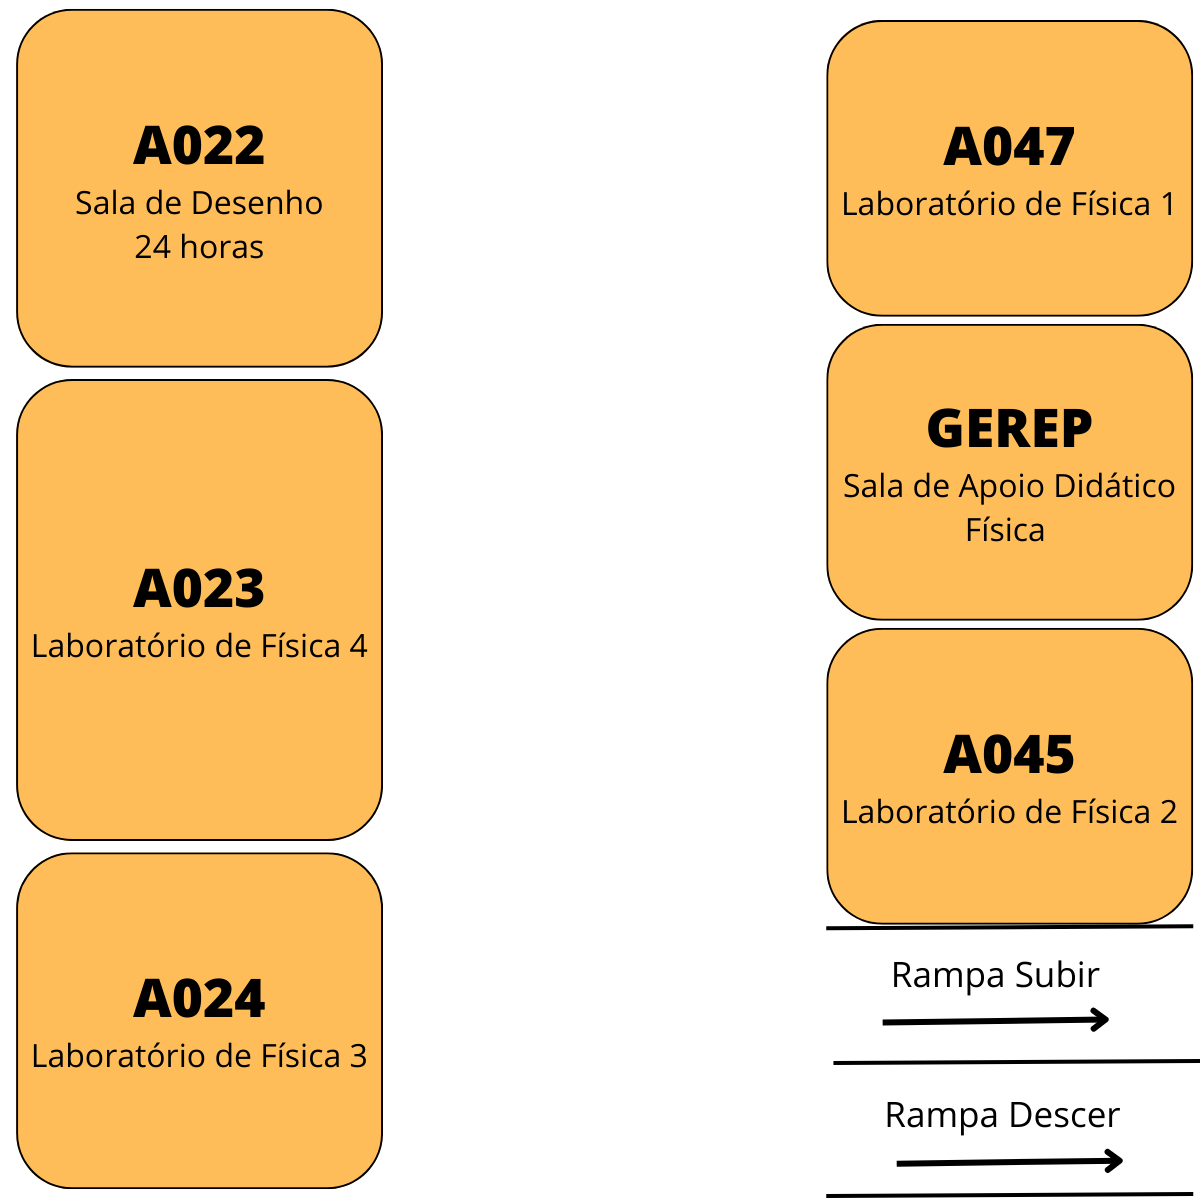 A022
Sala de Desenho
24 horas
A023
Laboratório de Física 4
A024
Laboratório de Física 3
A047
Laboratório de Física 1
GEREP
Sala de Apoio Didático
Física
A045
Laboratório de Física 2
Rampa Subir
Rampa Descer